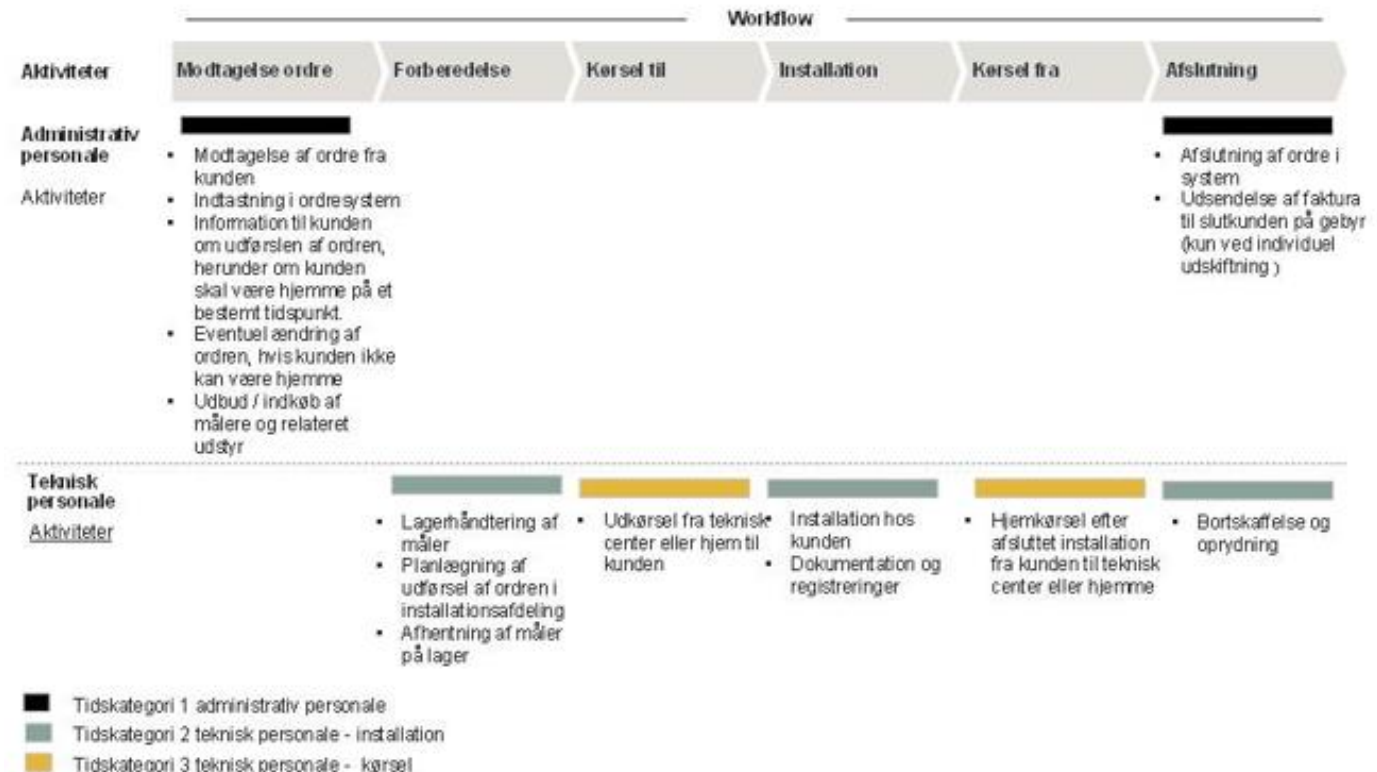 Workflow
Aktiviteter
Modtagelse ordre
Forberedelse
Kørsel til
Installation
Kørsel fra
Afslutning
Administrativ
personale
Aktiviteter
▪ Modtagelse af ordre fra
kunden
▪ Indtastning i ordresystem
▪ Information til kunden
om udførslen af ordren,
herunder om kunden
skal være hjemme på et
bestemt tidspunkt.
▪ Eventuel ændring af
ordren, hvis kunden ikke
kan være hjemme
▪ Udbud / indkøb af
målere og relateret
udstyr
▪ Afslutning af ordre i
system
▪ Udsendelse af faktura
til slutkunden på gebyr
(kun ved individuel
udskiftning )
Teknisk
personale
Aktiviteter
▪ Lagerhåndtering af
måler
▪ Planlægning af
udførsel af ordren i
installationsafdeling
▪ Afhentning af måler
på lager
▪ Udkørsel fra teknisk
center eller hjem til
kunden
▪ Installation hos
kunden
▪ Dokumentation og
registreringer
▪ Hjemkørsel efter
afsluttet installation
fra kunden til teknisk
center eller hjemme
▪ Bortskaffelse og
oprydning
Tidskategori 1 administrativ personale
Tidskategori 2 teknisk personale - installation
Tidskategori 3 teknisk personale - kørsel